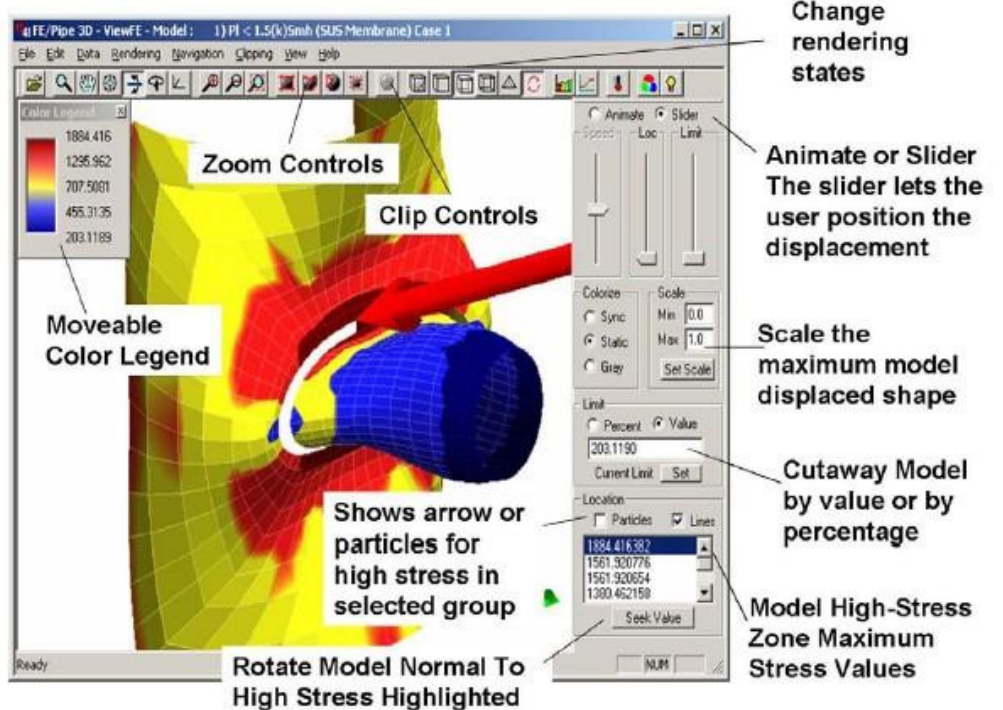 Change
rendering
states
FE/Pipe 3D - ViewFE - Model : 1) Pl < 1.5(k)Smh (SUS Membrane) Case 1
File Edit Data Rendering Navigation Clipping View Help
Color Legend
1884.416
1295.962
707.5081
455.3135
203.1189
Zoom Controls
Clip Controls
Moveable
Color Legend
Animate Slider
Speed Loc Limit
Animate or Slider
The slider lets the
user position the
displacement
Colorize
Sync
Static
Gray
Scale
Min 0.0
Max 1.0
Set Scale
Scale the
maximum model
displaced shape
Limit
Percent Value
203.1190
Current Limit Set
Cutaway Model
by value or by
percentage
Location
Particles Lines
1884.416382
1561.920776
1561.920654
1380.462158
Seek Value
Shows arrow or
particles for
high stress in
selected group
Model High-Stress
Zone Maximum
Stress Values
Rotate Model Normal To
High Stress Highlighted
Ready
NUM